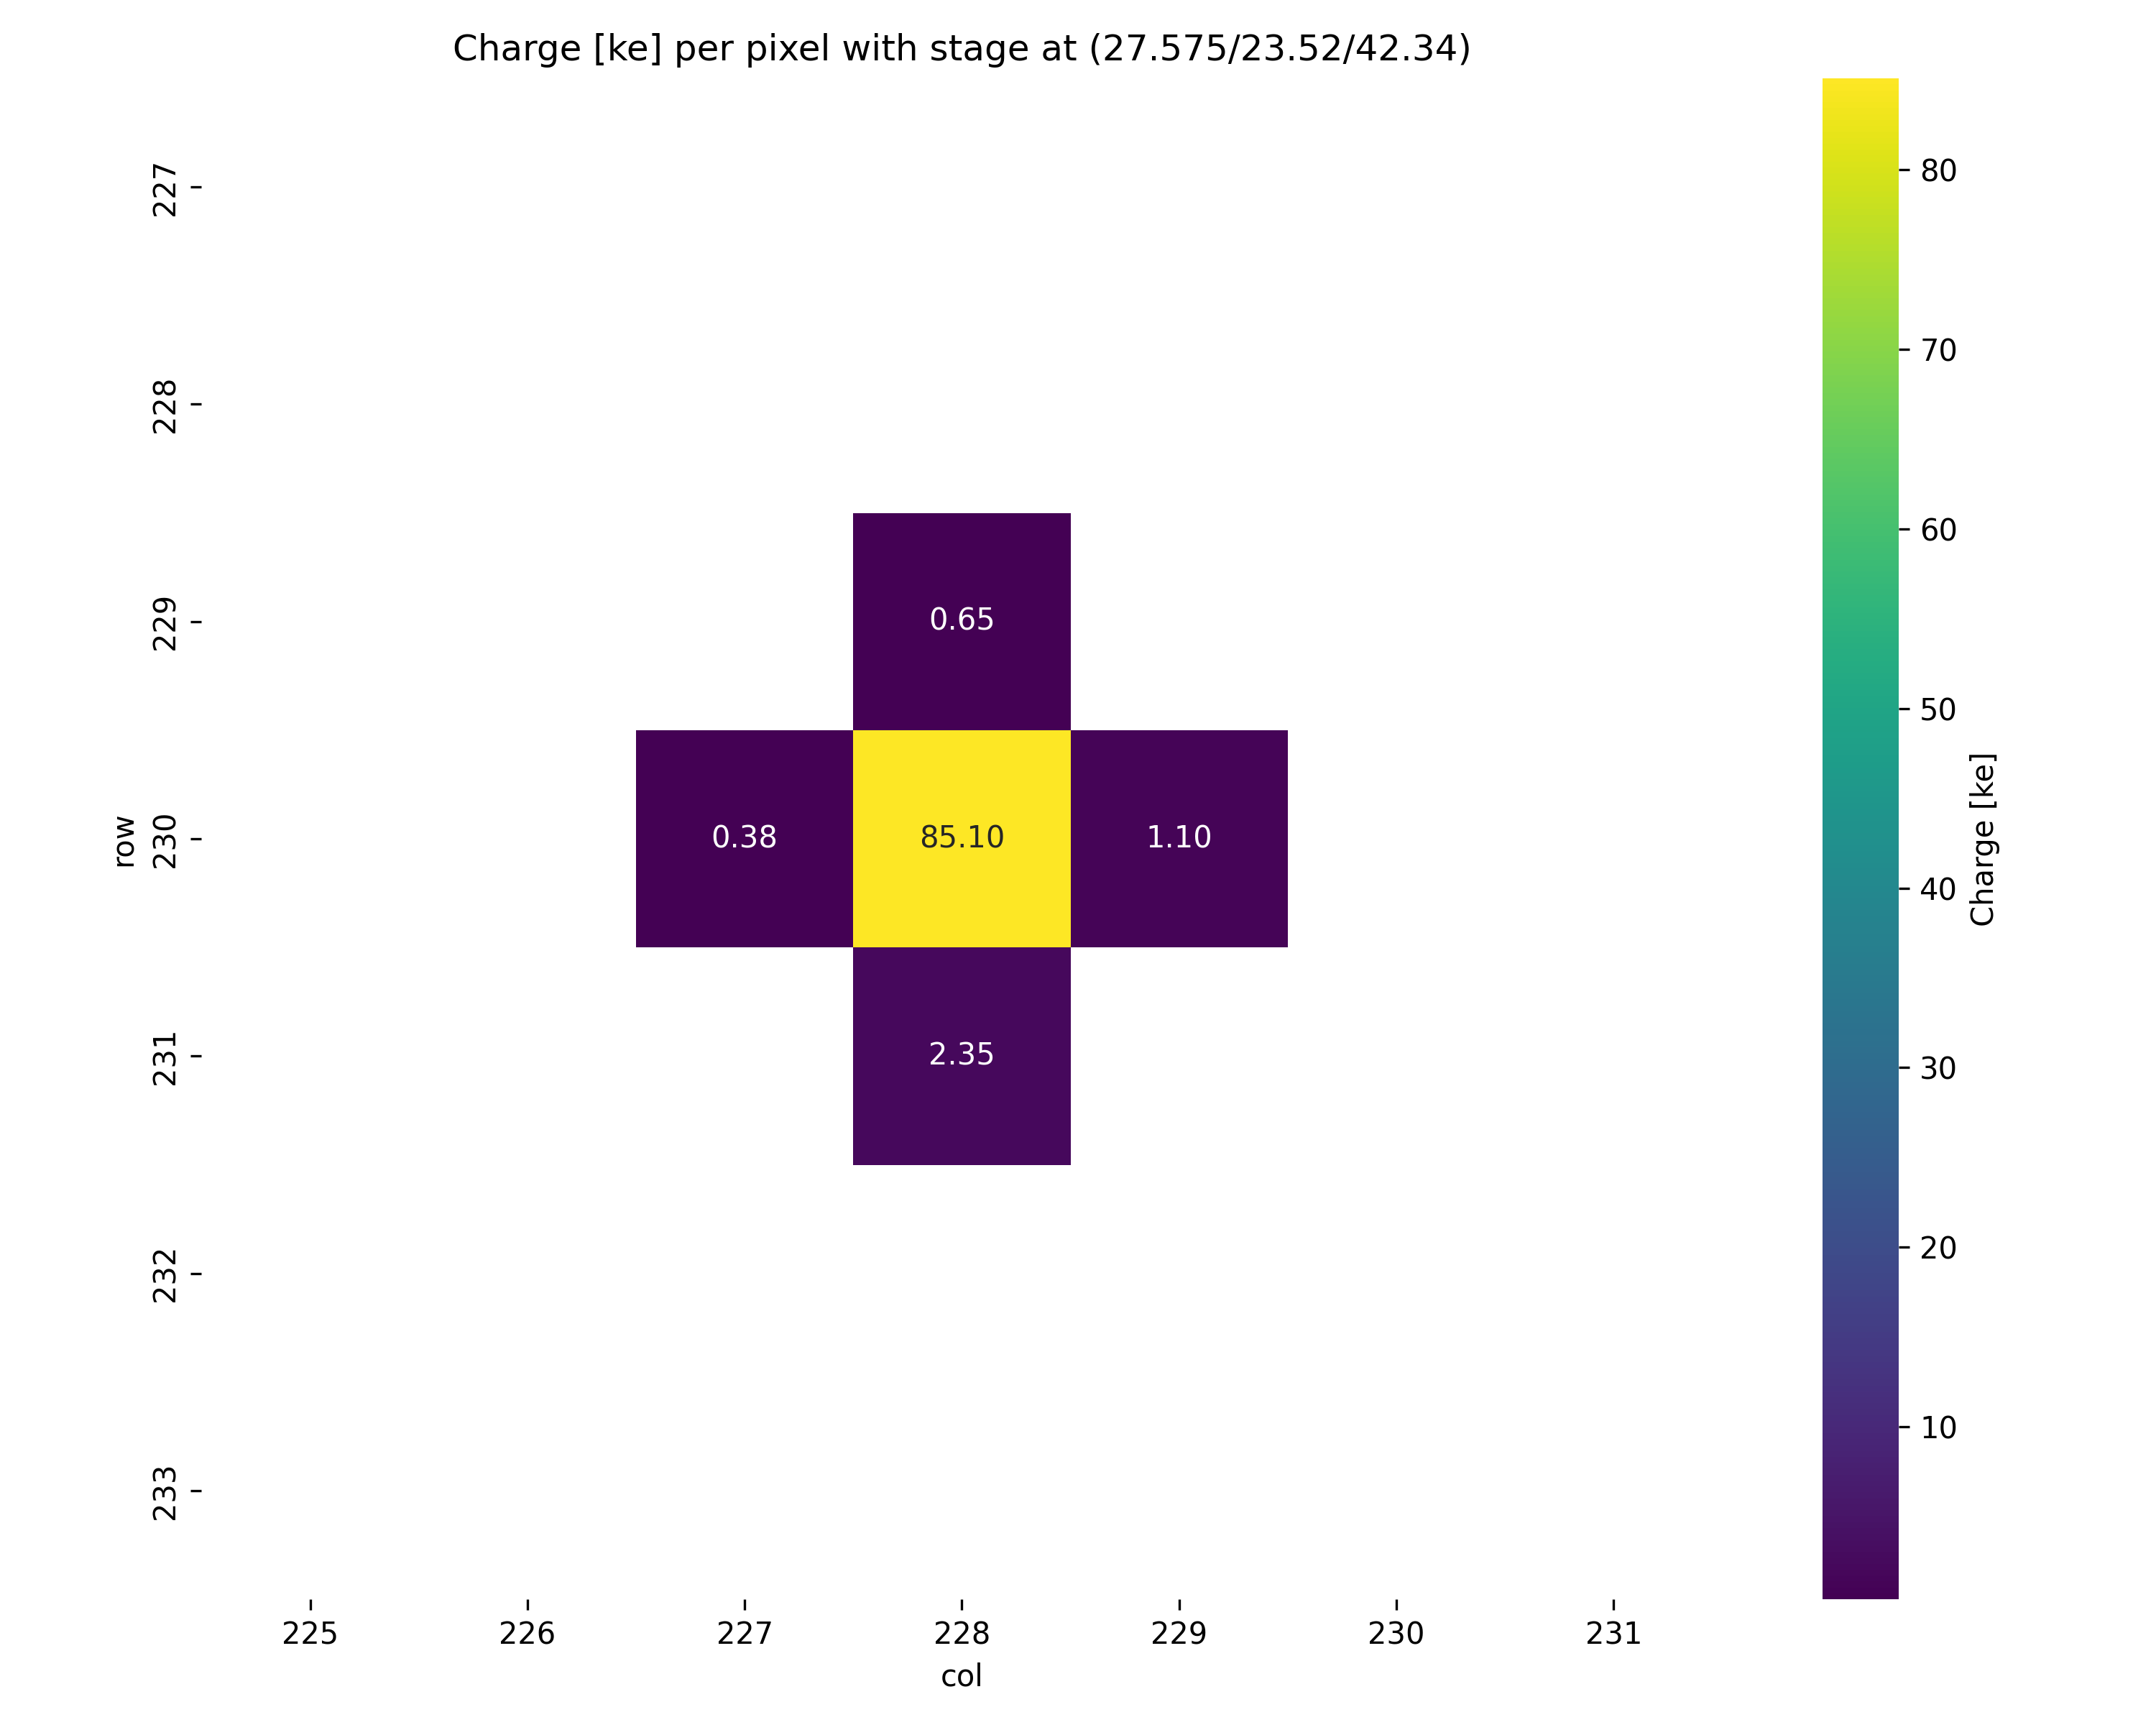 Charge [ke] per pixel with stage at (27.575/23.52/42.34)
227
228
229
230
231
232
233
row
0.65
0.38 85.10 1.10
2.35
225 226 227 228 229 230 231
col
80
70
60
50
40
30
20
10
Charge [ke]